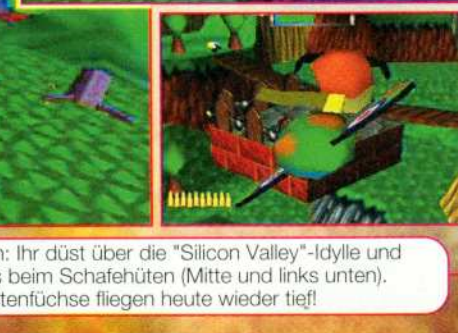 n: Ihr düst über die "Silicon Valley"-Idylle und
s beim Schafehüten (Mitte und links unten).
tenfüchse fliegen heute wieder tief!